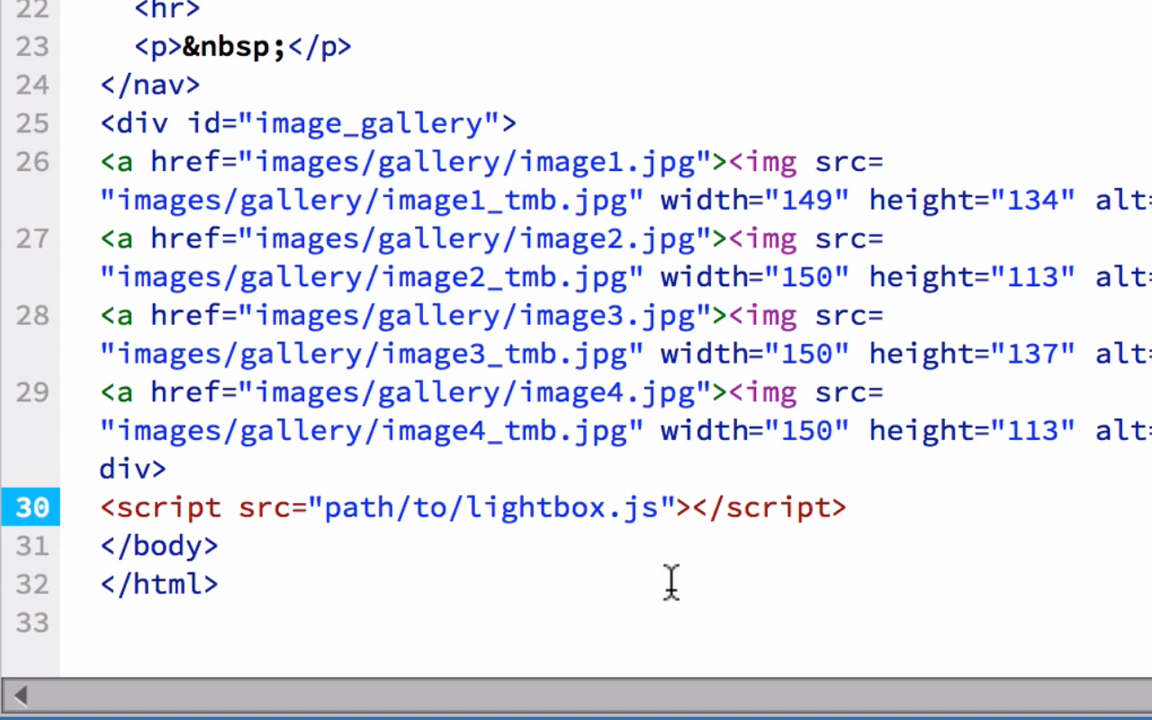 22 <hr>
23 <p>&nbsp;</p>
24 </nav>
25 <div id="image_gallery">
26 <a href="images/gallery/image1.jpg"><img src=
"images/gallery/image1_tmb.jpg" width="149" height="134" alt=
27 <a href="images/gallery/image2.jpg"><img src=
"images/gallery/image2_tmb.jpg" width="150" height="113" alt=
28 <a href="images/gallery/image3.jpg"><img src=
"images/gallery/image3_tmb.jpg" width="150" height="137" alt=
29 <a href="images/gallery/image4.jpg"><img src=
"images/gallery/image4_tmb.jpg" width="150" height="113" alt=
div>
30 <script src="path/to/lightbox.js"></script>
31 </body>
32 </html>
33